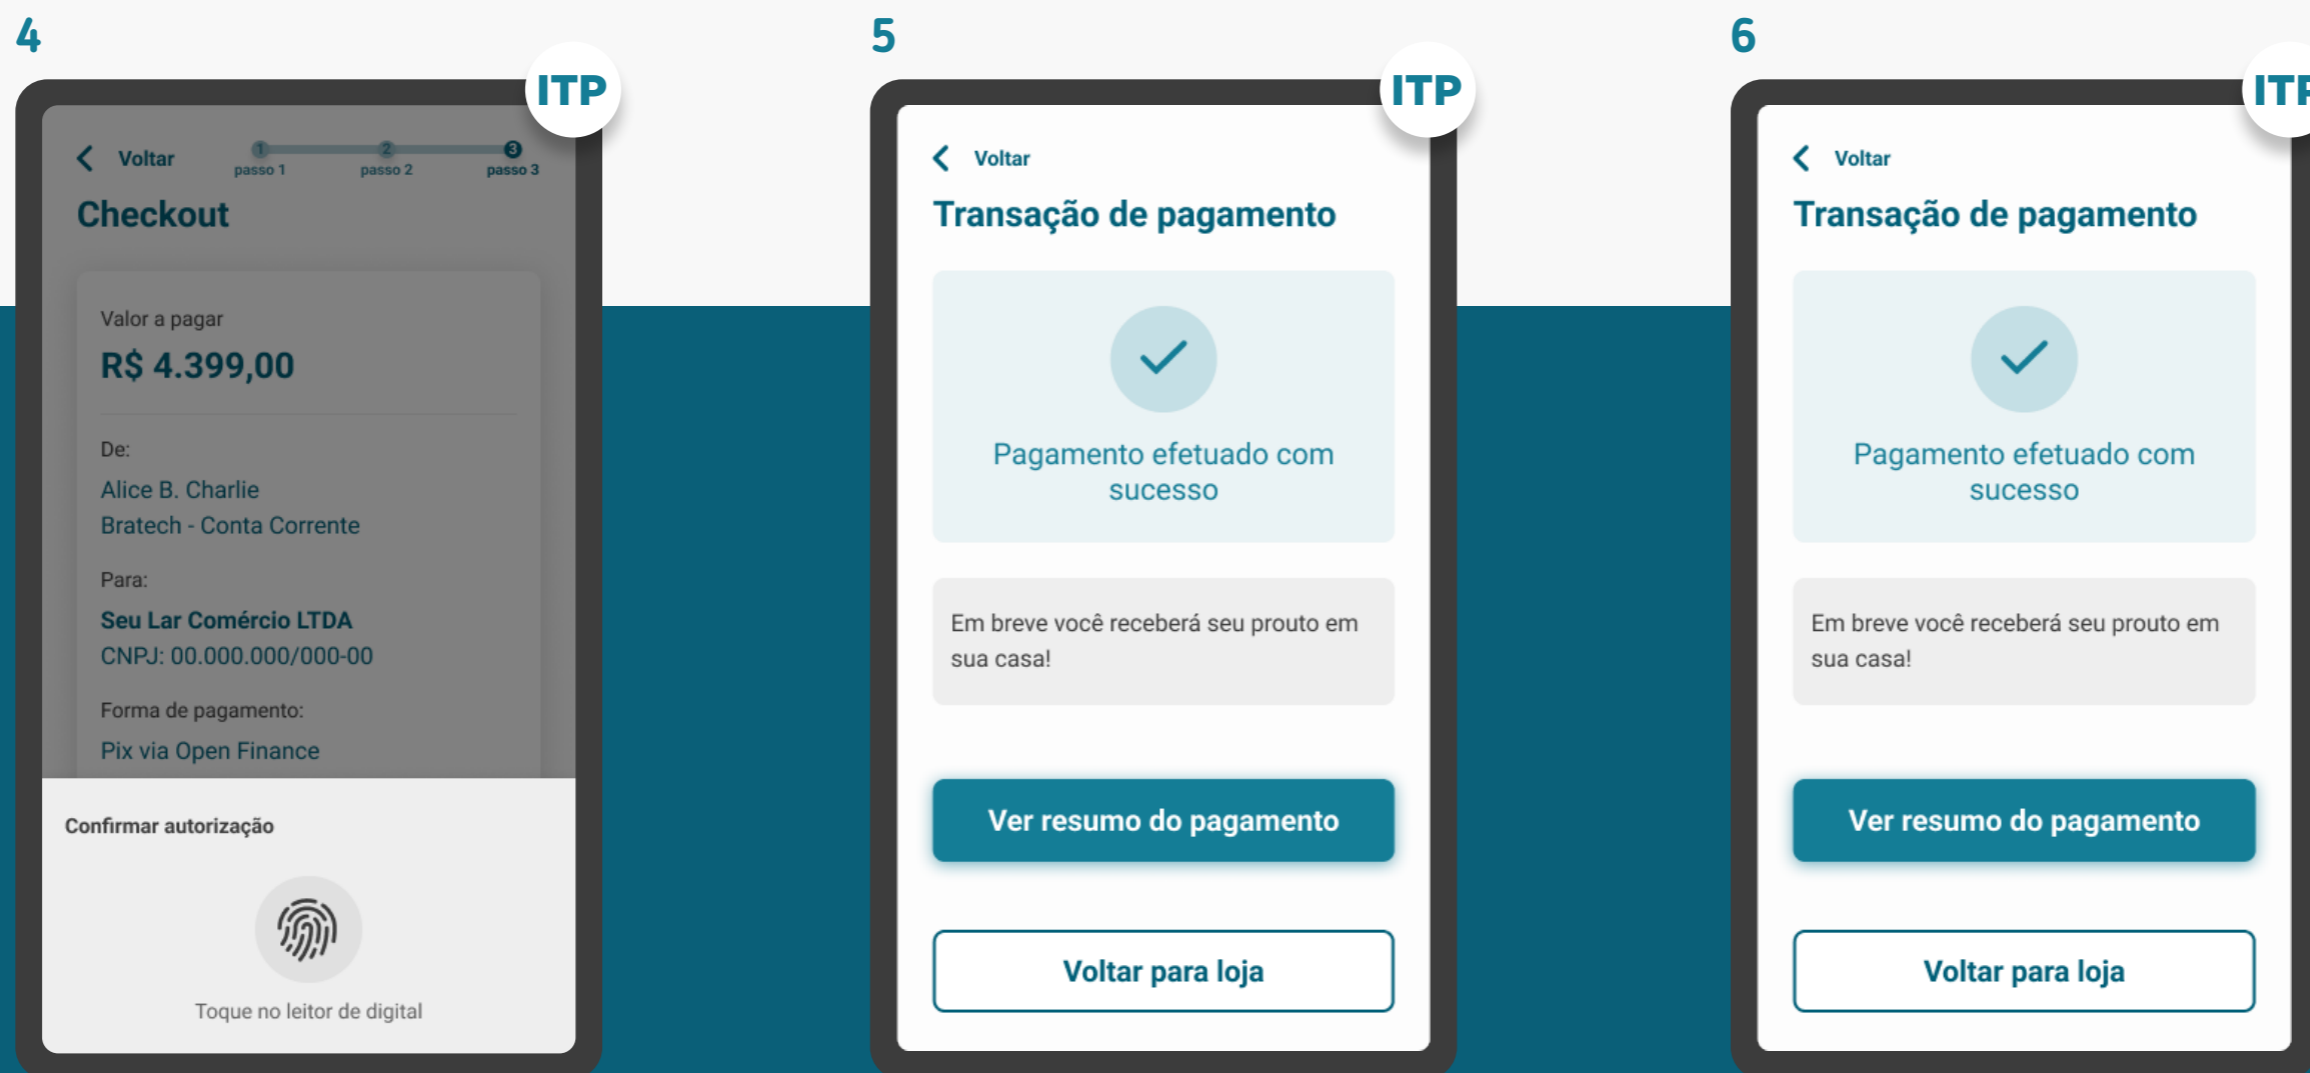 4
ITP
Voltar
1
2
3
passo 1
passo 2
passo 3
Checkout
Valor a pagar
R$ 4.399,00
De:
Alice B. Charlie
Bratech - Conta Corrente
Para:
Seu Lar Comércio LTDA
CNPJ: 00.000.000/000-00
Forma de pagamento:
Pix via Open Finance
Confirmar autorização
Toque no leitor de digital
5
ITP
Voltar
Transação de pagamento
Pagamento efetuado com
sucesso
Em breve você receberá seu prouto em
sua casa!
Ver resumo do pagamento
Voltar para loja
6
ITP
Voltar
Transação de pagamento
Pagamento efetuado com
sucesso
Em breve você receberá seu prouto em
sua casa!
Ver resumo do pagamento
Voltar para loja